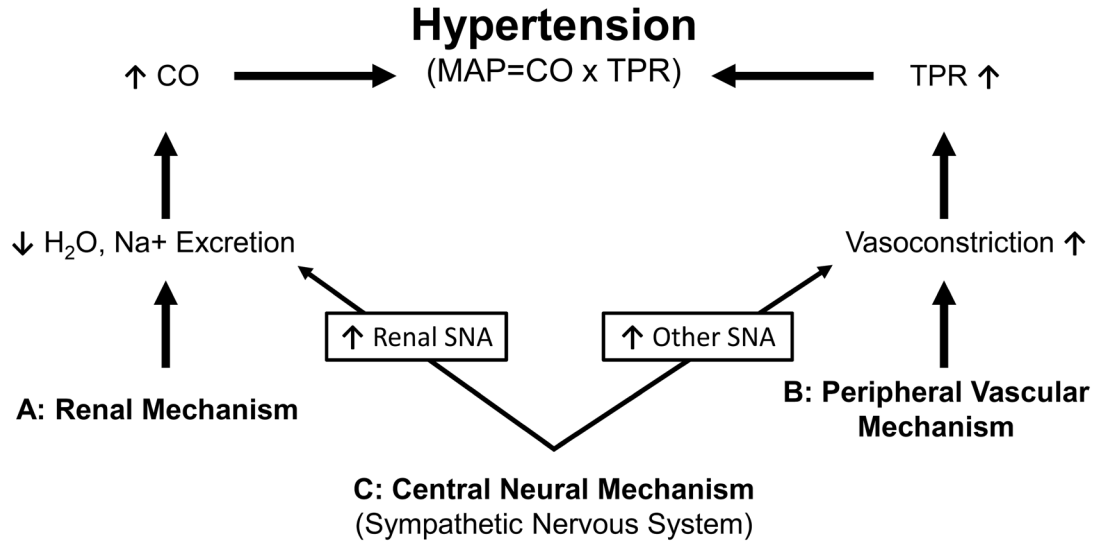 Hypertension
↑ CO
(MAP=CO x TPR)
TPR ↑
↓ H₂O, Na+ Excretion
Vasoconstriction ↑
↑ Renal SNA
↑ Other SNA
A: Renal Mechanism
B: Peripheral Vascular
Mechanism
C: Central Neural Mechanism
(Sympathetic Nervous System)